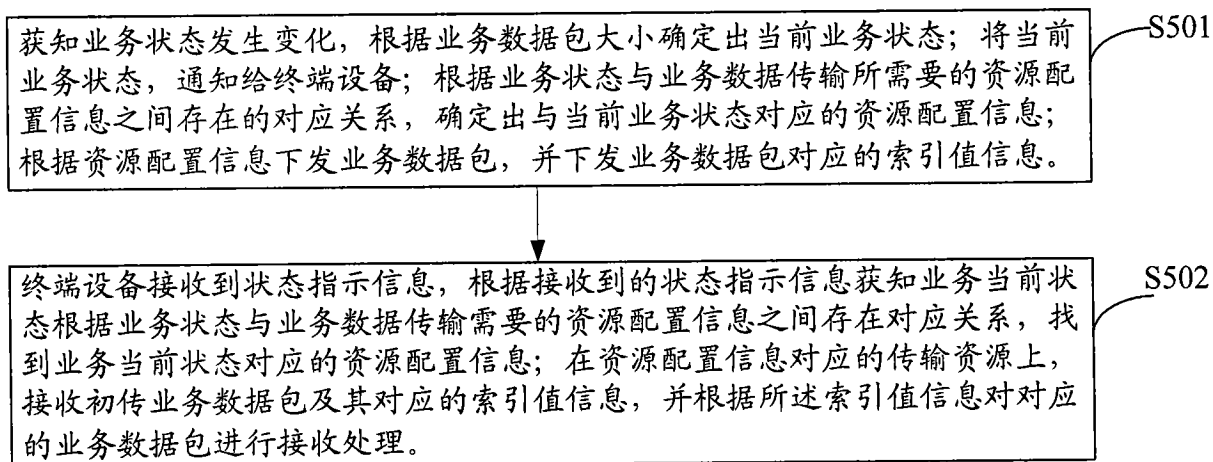 获知业务状态发生变化，根据业务数据包大小确定出当前业务状态；将当前
业务状态，通知给终端设备；根据业务状态与业务数据传输所需要的资源配
置信息之间存在的对应关系，确定出与当前业务状态对应的资源配置信息；
根据资源配置信息下发业务数据包，并下发业务数据包对应的索引值信息。
S501
终端设备接收到状态指示信息，根据接收到的状态指示信息获知业务当前状
态根据业务状态与业务数据传输需要的资源配置信息之间存在对应关系，找
到业务当前状态对应的资源配置信息；在资源配置信息对应的传输资源上，
接收初传业务数据包及其对应的索引值信息，并根据所述索引值信息对对应
的业务数据包进行接收处理。
S502